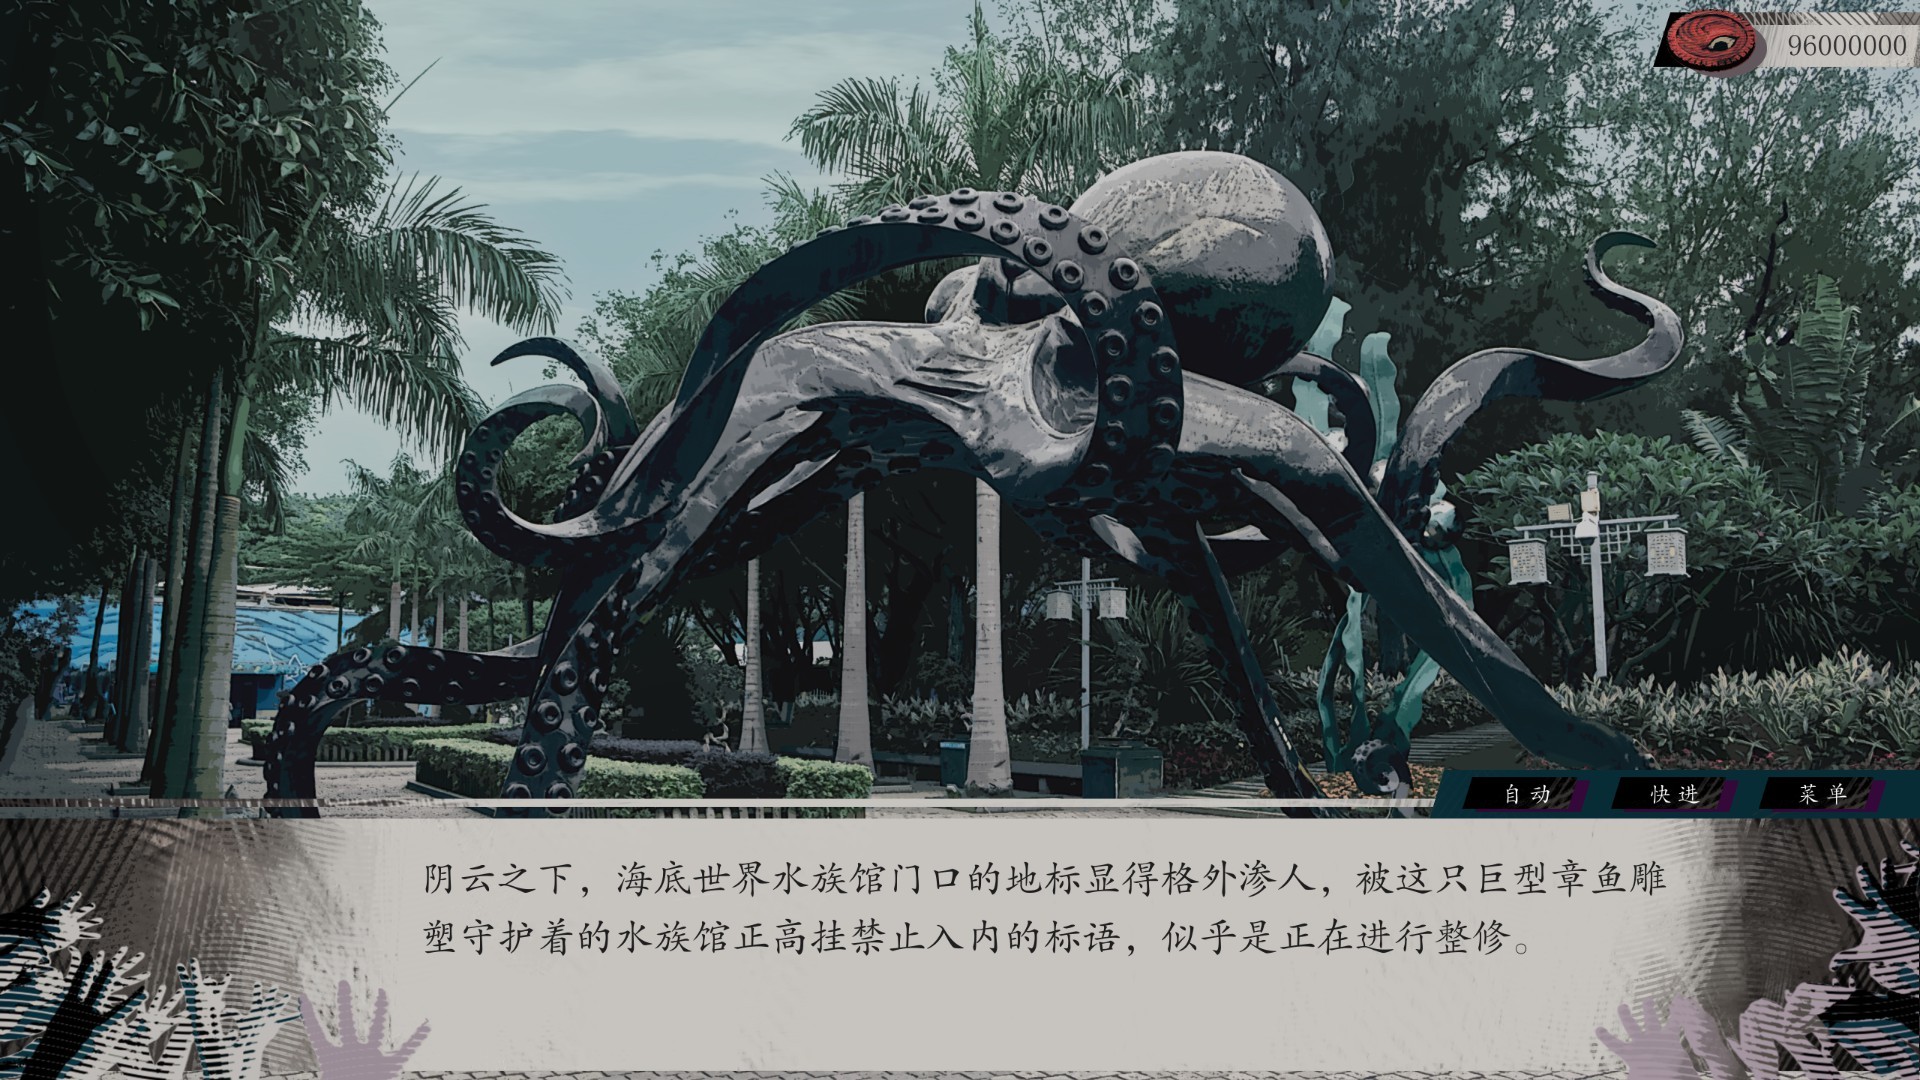 96000000
自动 快进 菜单
阴云之下，海底世界水族馆门口的地标显得格外渗人，被这只巨型章鱼雕
塑守护着的水族馆正高挂禁止入内的标语，似乎是正在进行整修。